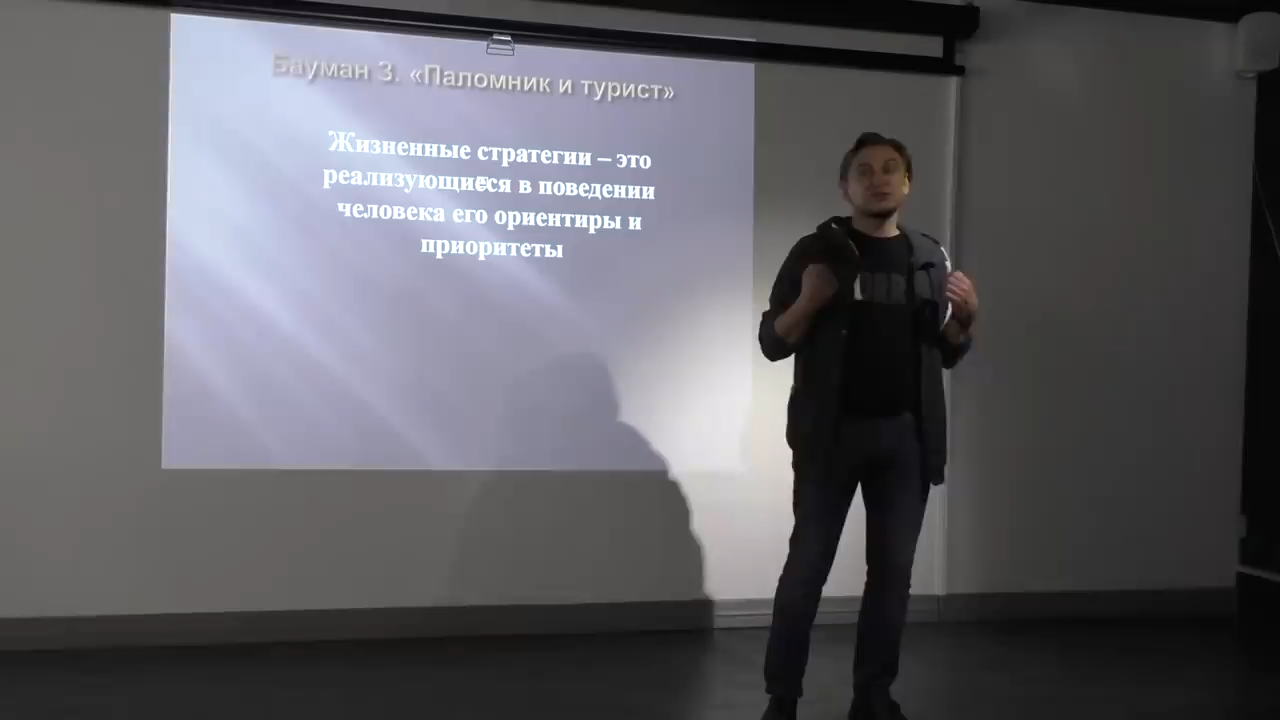 Бауман З. «Паломник и турист»
Жизненные стратегии – это
реализующиеся в поведении
человека его ориентиры и
приоритеты